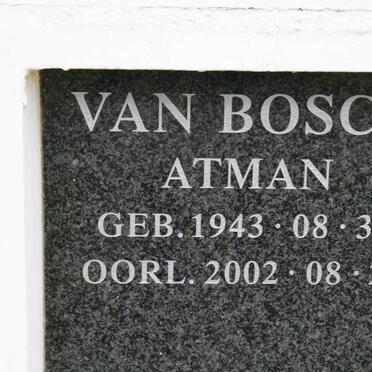 VAN BOSC
ATMAN
GEB. 1943 · 08 · 3
OORL. 2002 · 08 ·